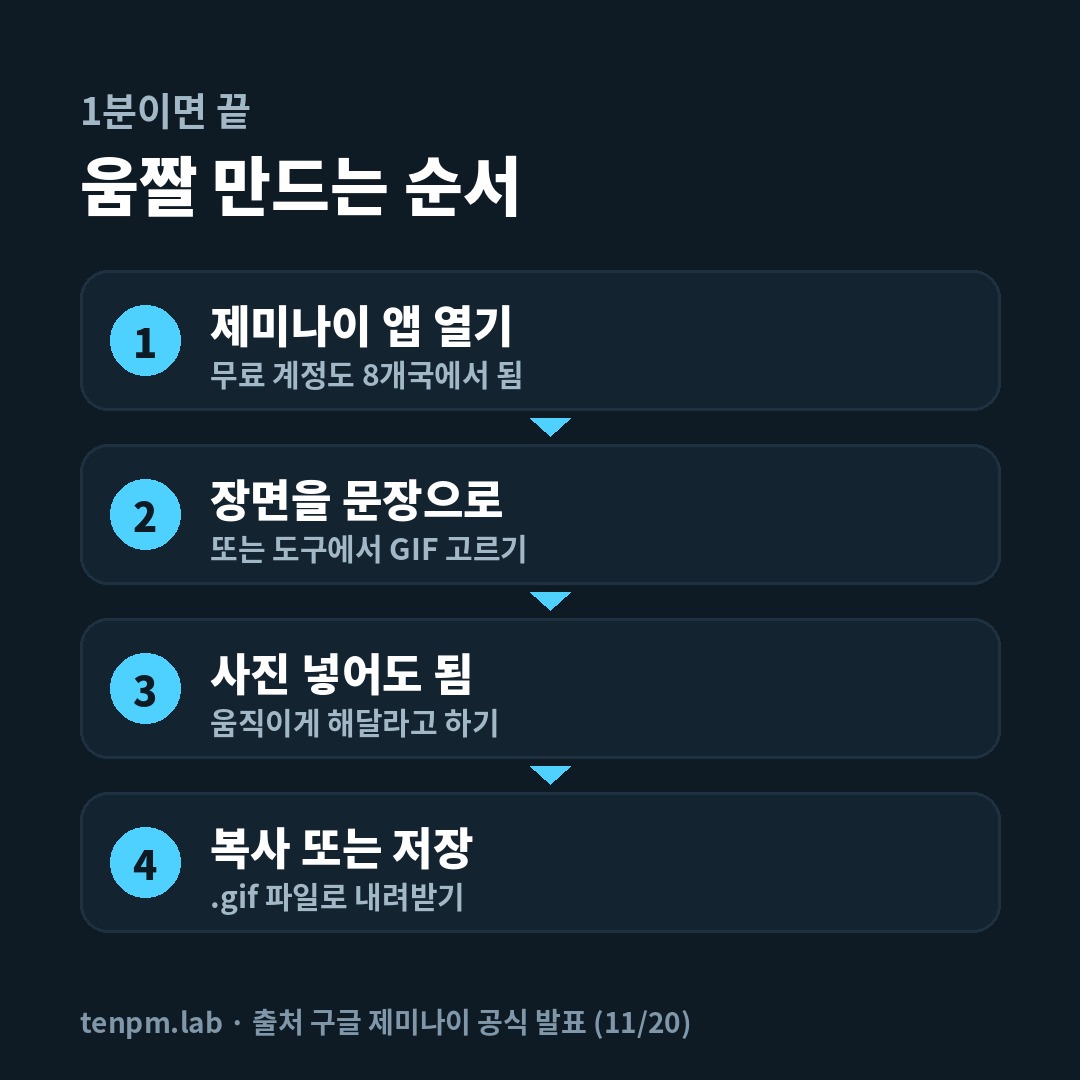 1분이면 끝
움짤 만드는 순서
1
제미나이 앱 열기
무료 계정도 8개국에서 됨
2
장면을 문장으로
또는 도구에서 GIF 고르기
3
사진 넣어도 됨
움직이게 해달라고 하기
4
복사 또는 저장
.gif 파일로 내려받기
tenpm.lab · 출처 구글 제미나이 공식 발표 (11/20)